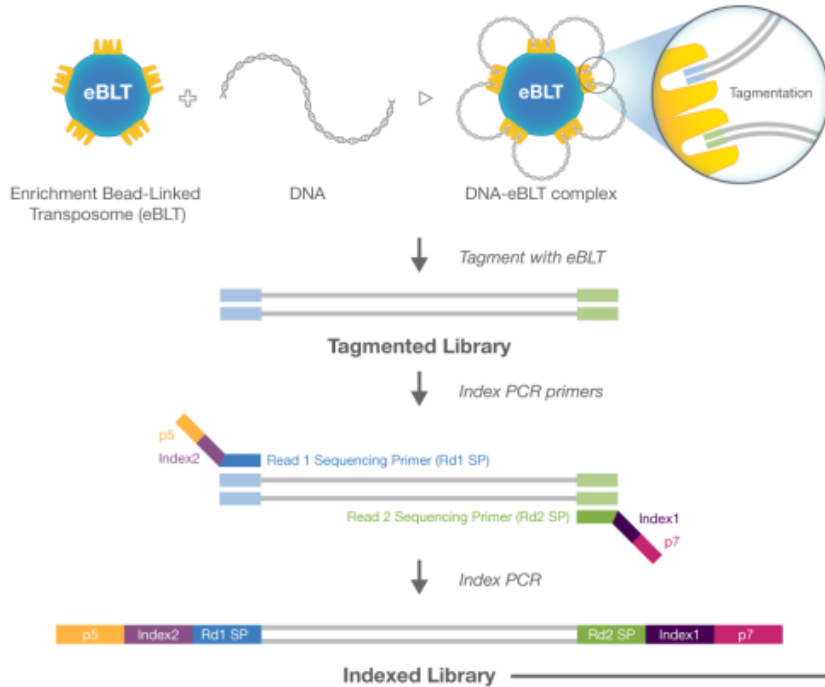 eBLT
eBLT
Tagmentation
Enrichment Bead-Linked
Transposome (eBLT)
DNA
DNA-eBLT complex
Tagment with eBLT
Tagmented Library
Index PCR primers
p5
Index2
Read 1 Sequencing Primer (Rd1 SP)
Read 2 Sequencing Primer (Rd2 SP)
Index1
p7
Index PCR
p5 Index2 Rd1 SP Rd2 SP Index1 p7
Indexed Library